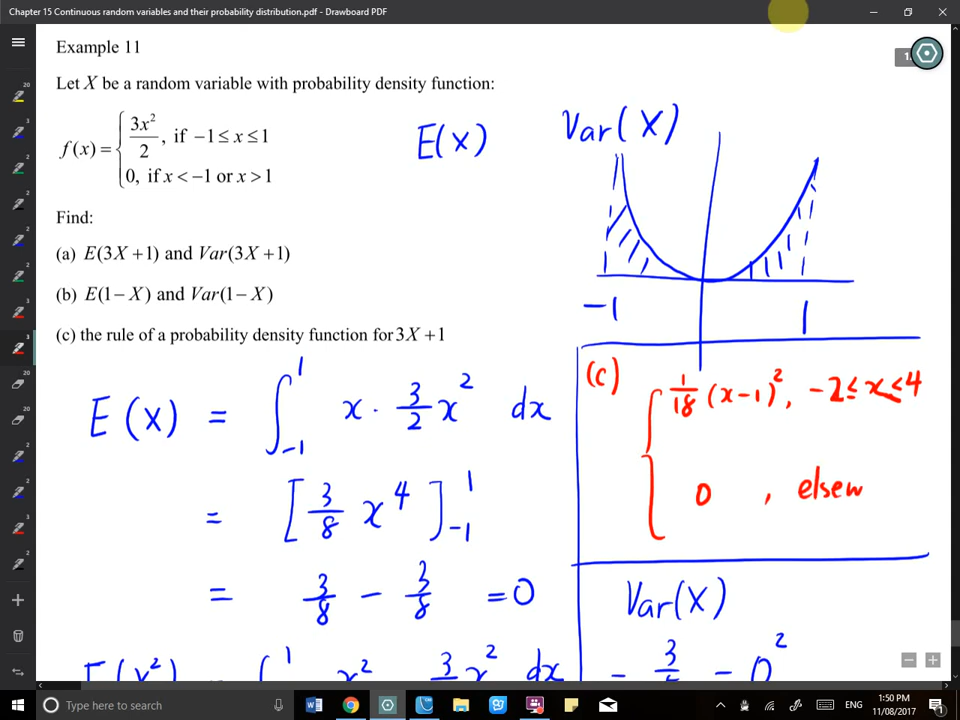 Chapter 15 Continuous random variables and their probability distribution.pdf - Drawboard PDF
Example 11
Let X be a random variable with probability density function:
f(x) = { 3x²/2, if −1 ≤ x ≤ 1
0, if x < −1 or x > 1
E(X)
Var(X)
−1
1
Find:
(a) E(3X +1) and Var(3X +1)
(b) E(1− X) and Var(1− X)
(c) the rule of a probability density function for 3X +1
E(X) = ∫₋₁¹ x · 3/2 x² dx
= [3/8 x⁴]₋₁¹
= 3/8 − 3/8 = 0
(c)
{ 1/18 (x−1)², −2 ≤ x ≤ 4
0 , elsew
Var(X)
1:50 PM
Type here to search
ENG
11/08/2017